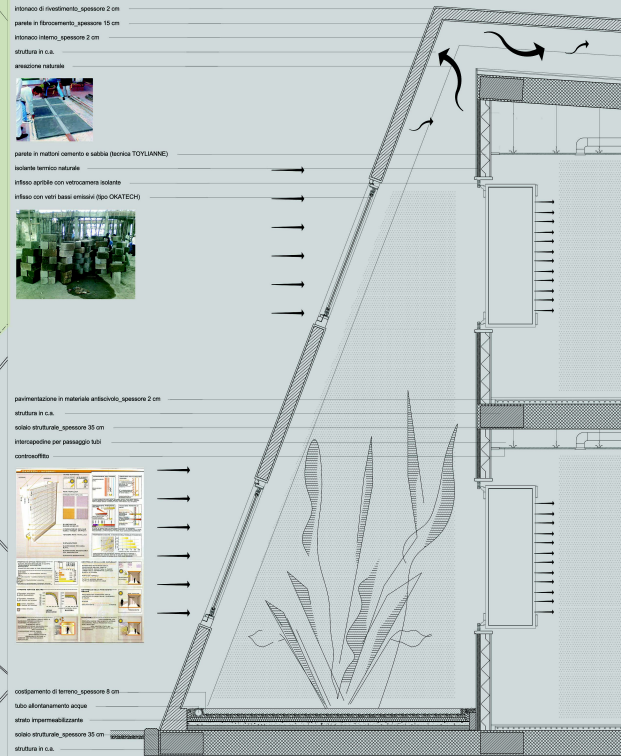 intonaco di rivestimento_spessore 2 cm
parete in fibrocemento_spessore 15 cm
intonaco interno_spessore 2 cm
struttura in c.a.
areazione naturale
parete in mattoni cemento e sabbia (tecnica TOYLIANNE)
isolante termico naturale
infisso apribile con vetrocamera isolante
infisso con vetri bassi emissivi (tipo OKATECH)
pavimentazione in materiale antiscivolo_spessore 2 cm
struttura in c.a.
solaio strutturale_spessore 35 cm
intercapedine per passaggio tubi
controsoffitto
costipamento di terreno_spessore 8 cm
tubo allontanamento acque
strato impermeabilizzante
solaio strutturale_spessore 35 cm
struttura in c.a.